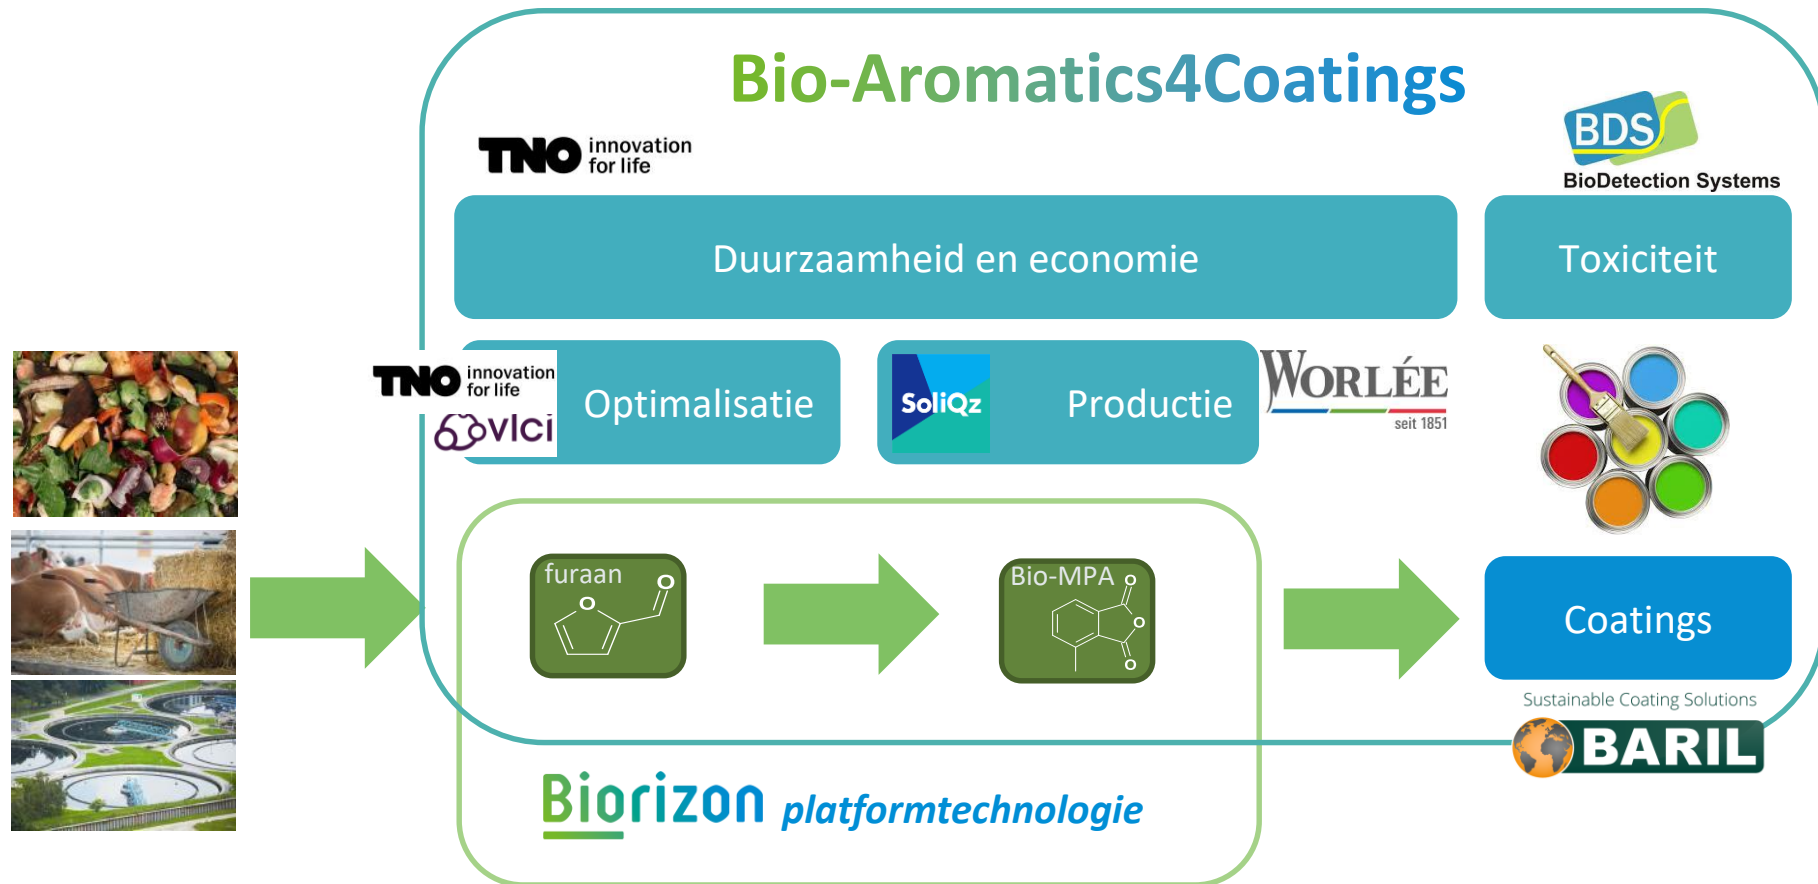 Bio-Aromatics4Coatings
TNO innovation
for life
BDS
BioDetection Systems
Duurzaamheid en economie
Toxiciteit
TNO innovation
for life
vlci
Optimalisatie
SoliQz
Productie
WORLÉE
seit 1851
furaan
O
O
Bio-MPA
O
O
O
Coatings
Sustainable Coating Solutions
BARIL
Biorizon platformtechnologie